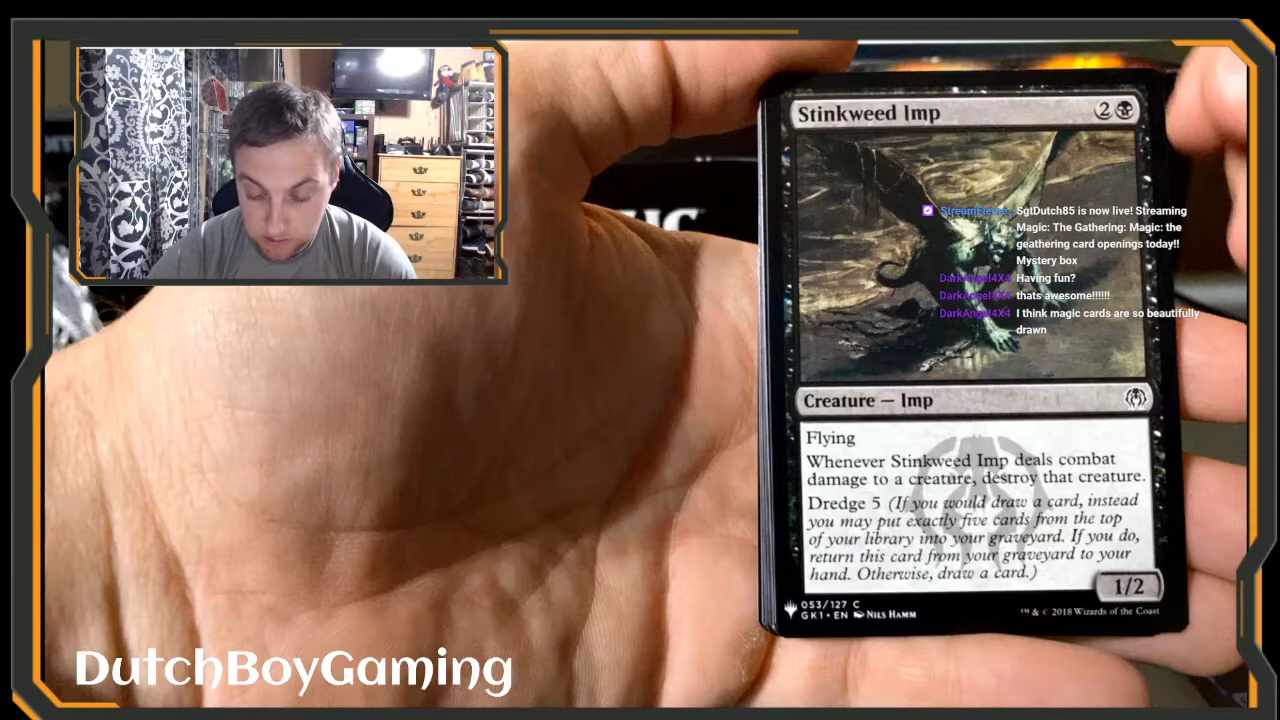 Stinkweed Imp 2
SgtDutch85 is now live! Streaming
Magic: The Gathering: Magic: the
geathering card openings today!!
Mystery box
DarkAngel4X4 Having fun?
DarkAngel4X4 thats awesome!!!!!!
DarkAngel4X4 I think magic cards are so beautifully
drawn
Creature — Imp
Flying
Whenever Stinkweed Imp deals combat
damage to a creature, destroy that creature.
Dredge 5 (If you would draw a card, instead
you may put exactly five cards from the top
of your library into your graveyard. If you do,
return this card from your graveyard to your
hand. Otherwise, draw a card.)
1/2
053/127 C
GK1 • EN NILS HAMM
™ & © 2018 Wizards of the Coast
DutchBoyGaming